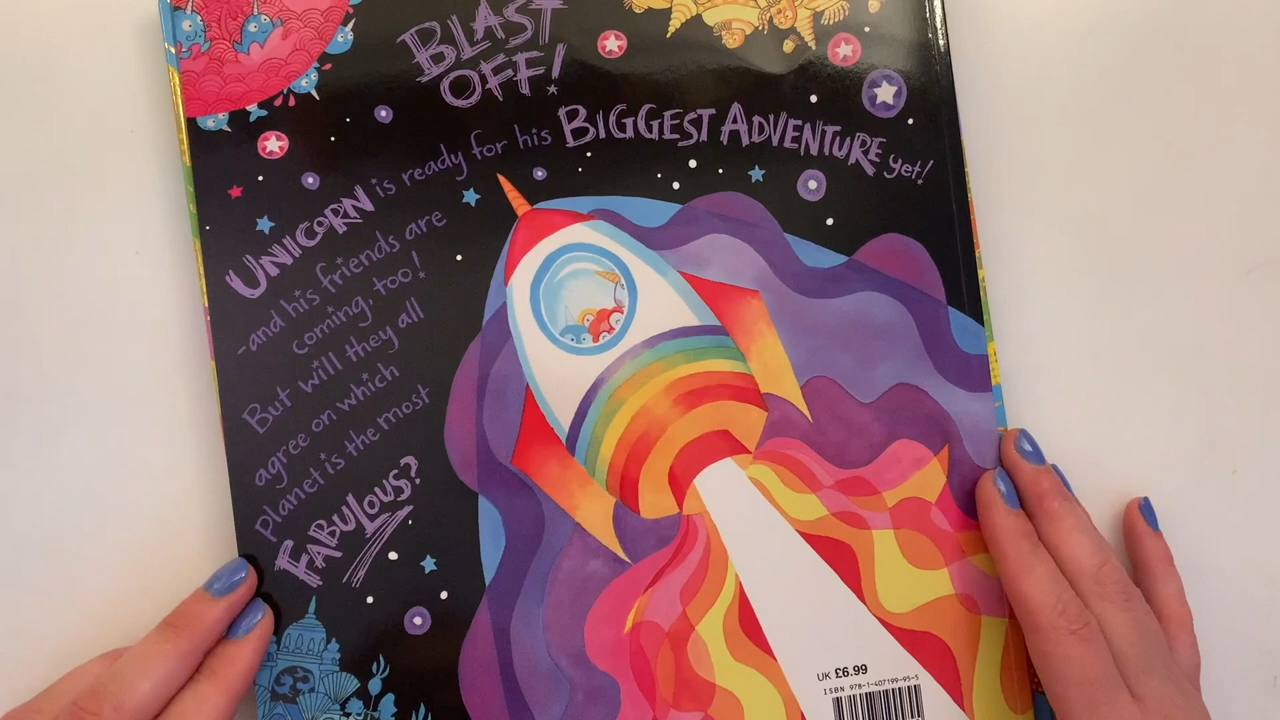 BLAST
OFF!
UNIICORN is ready for his BIGGEST ADVENTURE yet!
-and his friends are
coming, too!
But will they all
agree on which
planet is the most
FABULOUS?
UK £6.99
ISBN 978-1-407199-95-5